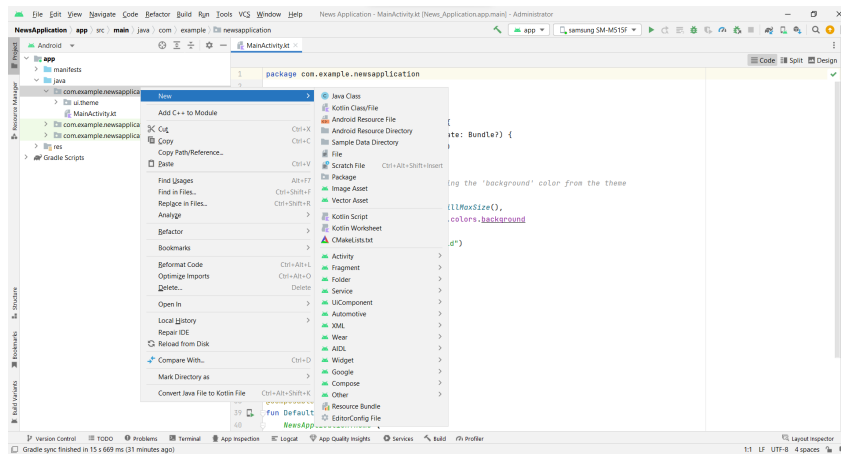 File Edit View Navigate Code Refactor Build Run Tools VCS Window Help News Application - MainActivity.kt [News_Application.app.main] - Administrator
NewsApplication app src main java com example newsapplication app samsung SM-M515F
Android MainActivity.kt
Code Split Design
Project
Resource Manager
Structure
Bookmarks
Build Variants
app
manifests
java
com.example.newsapplica
ui.theme
MainActivity.kt
com.example.newsapplica
com.example.newsapplica
res
Gradle Scripts
New
Add C++ to Module
Cut Ctrl+X
Copy Ctrl+C
Copy Path/Reference...
Paste Ctrl+V
Find Usages Alt+F7
Find in Files... Ctrl+Shift+F
Replace in Files... Ctrl+Shift+R
Analyze
Refactor
Bookmarks
Reformat Code Ctrl+Alt+L
Optimize Imports Ctrl+Alt+O
Delete... Delete
Open In
Local History
Repair IDE
Reload from Disk
Compare With... Ctrl+D
Mark Directory as
Convert Java File to Kotlin File Ctrl+Alt+Shift+K
Java Class
Kotlin Class/File
Android Resource File
Android Resource Directory
Sample Data Directory
File
Scratch File Ctrl+Alt+Shift+Insert
Package
Image Asset
Vector Asset
Kotlin Script
Kotlin Worksheet
CMakeLists.txt
Activity
Fragment
Folder
Service
UiComponent
Automotive
XML
Wear
AIDL
Widget
Google
Compose
Other
Resource Bundle
EditorConfig File
1 package com.example.newsapplication
{
ate: Bundle?) {
ing the 'background' color from the theme
llMaxSize(),
.colors.background
d")
39 fun Default
40
Version Control TODO Problems Terminal App Inspection Logcat App Quality Insights Services Build Profiler Layout Inspector
Gradle sync finished in 15 s 669 ms (31 minutes ago) 1:1 LF UTF-8 4 spaces